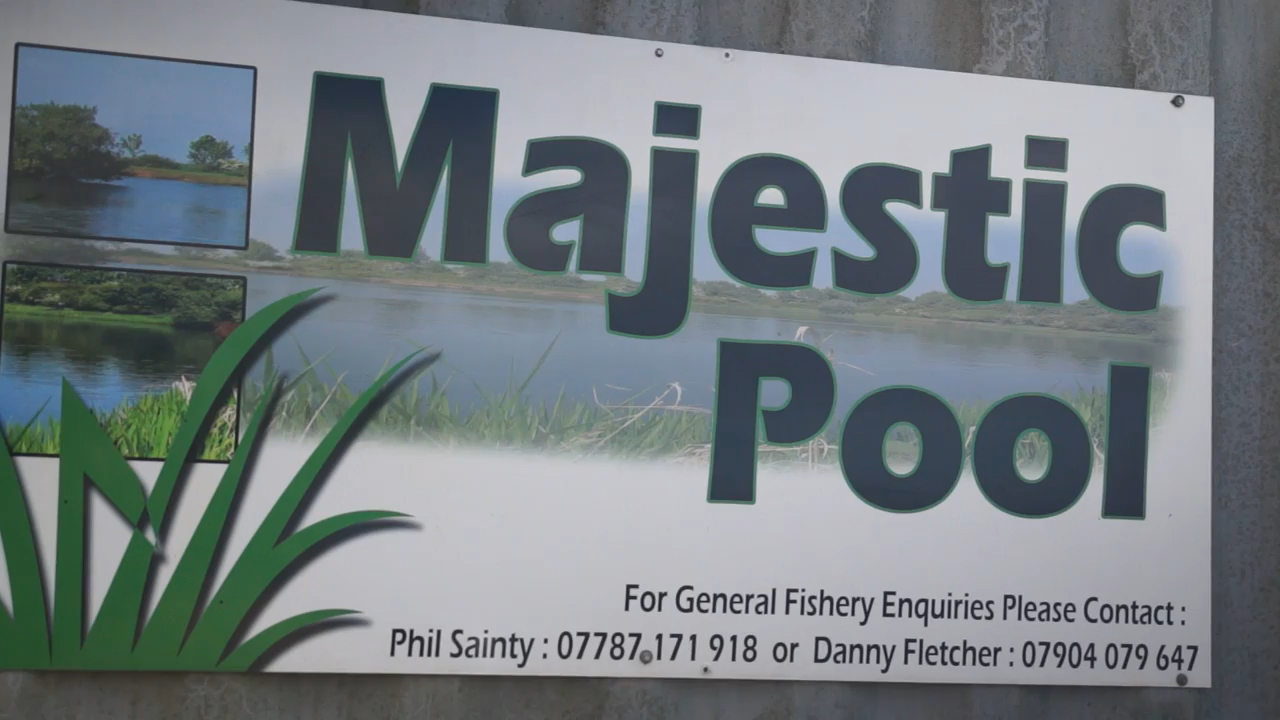 Majestic
Pool
For General Fishery Enquiries Please Contact :
Phil Sainty : 07787 171 918 or Danny Fletcher : 07904 079 647